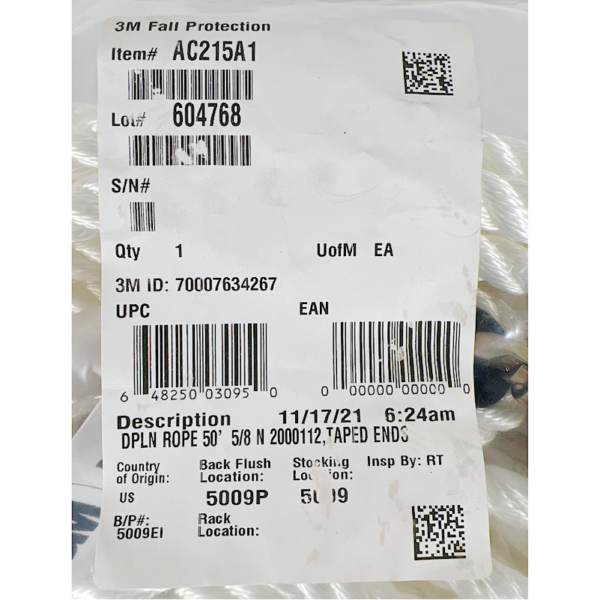 3M Fall Protection
Item# AC215A1
Lot# 604768
S/N#
Qty 1 UofM EA
3M ID: 70007634267
UPC EAN
6 48250 03095 0 0 00000 00000 0
Description 11/17/21 6:24am
DPLN ROPE 50' 5/8 N 2000112,TAPED ENDS
Country of Origin: Back Flush Location: Stocking Location: Insp By: RT
US 5009P
B/P#: Rack
5009EI Location: